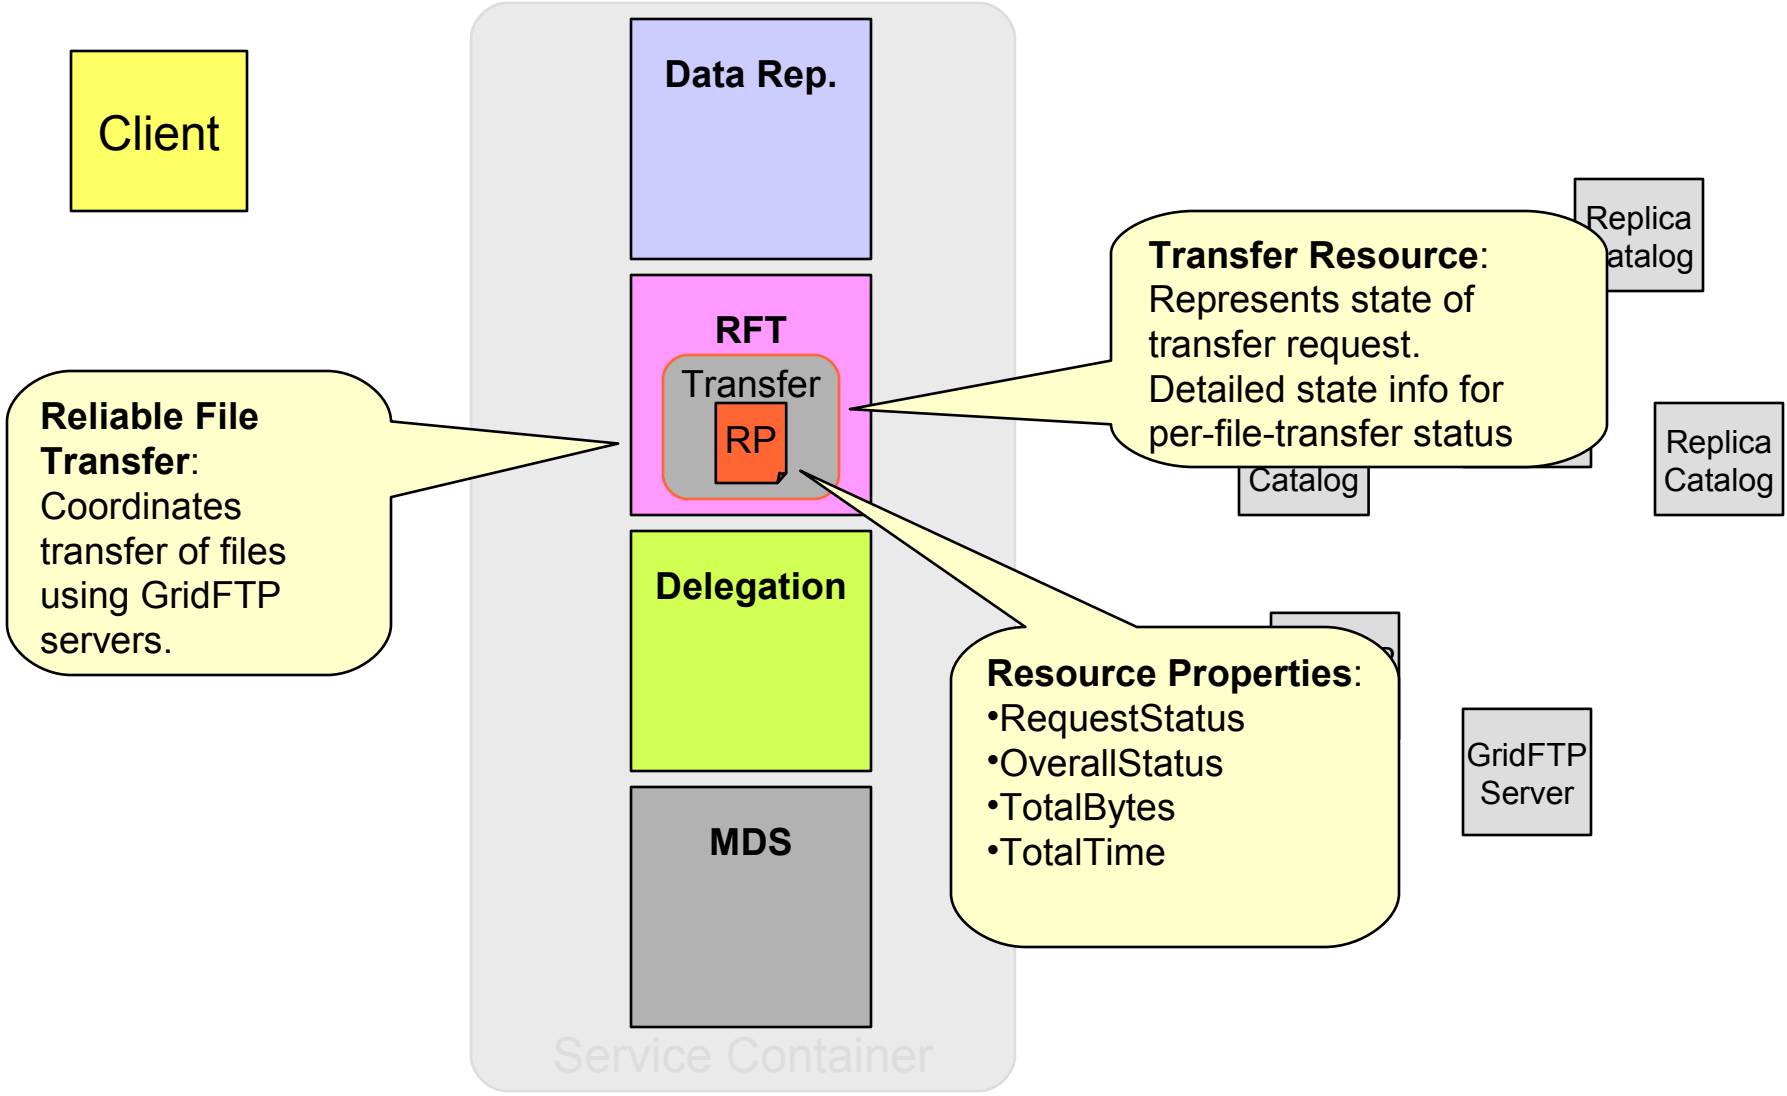 Client
Data Rep.
RFT
Transfer
RP
Delegation
MDS
Service Container
Reliable File
Transfer:
Coordinates
transfer of files
using GridFTP
servers.
Transfer Resource:
Represents state of
transfer request.
Detailed state info for
per-file-transfer status
Resource Properties:
•RequestStatus
•OverallStatus
•TotalBytes
•TotalTime
Replica
atalog
Catalog
Replica
Catalog
GridFTP
Server